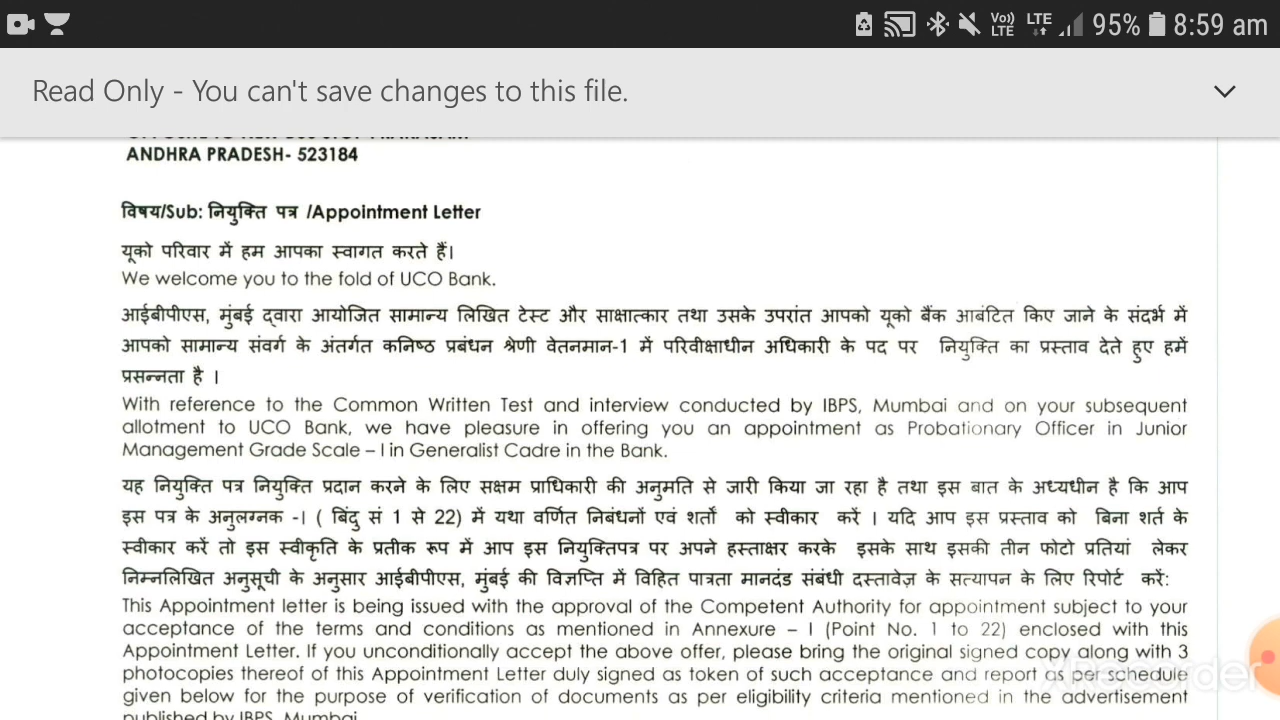 VoLTE LTE 95% 8:59 am
Read Only - You can't save changes to this file.
ANDHRA PRADESH- 523184
विषय/Sub: नियुक्ति पत्र /Appointment Letter
यूको परिवार में हम आपका स्वागत करते हैं।
We welcome you to the fold of UCO Bank.
आईबीपीएस, मुंबई द्वारा आयोजित सामान्य लिखित टेस्ट और साक्षात्कार तथा उसके उपरांत आपको यूको बैंक आबंटित किए जाने के संदर्भ में
आपको सामान्य संवर्ग के अंतर्गत कनिष्ठ प्रबंधन श्रेणी वेतनमान-1 में परिवीक्षाधीन अधिकारी के पद पर नियुक्ति का प्रस्ताव देते हुए हमें
प्रसन्नता है ।
With reference to the Common Written Test and interview conducted by IBPS, Mumbai and on your subsequent
allotment to UCO Bank, we have pleasure in offering you an appointment as Probationary Officer in Junior
Management Grade Scale – I in Generalist Cadre in the Bank.
यह नियुक्ति पत्र नियुक्ति प्रदान करने के लिए सक्षम प्राधिकारी की अनुमति से जारी किया जा रहा है तथा इस बात के अध्यधीन है कि आप
इस पत्र के अनुलग्नक -I ( बिंदु सं 1 से 22) में यथा वर्णित निबंधनों एवं शर्तों को स्वीकार करें । यदि आप इस प्रस्ताव को बिना शर्त के
स्वीकार करें तो इस स्वीकृति के प्रतीक रूप में आप इस नियुक्तिपत्र पर अपने हस्ताक्षर करके इसके साथ इसकी तीन फोटो प्रतियां लेकर
निम्नलिखित अनुसूची के अनुसार आईबीपीएस, मुंबई की विज्ञप्ति में विहित पात्रता मानदंड संबंधी दस्तावेज़ के सत्यापन के लिए रिपोर्ट करें:
This Appointment letter is being issued with the approval of the Competent Authority for appointment subject to your
acceptance of the terms and conditions as mentioned in Annexure – I (Point No. 1 to 22) enclosed with this
Appointment Letter. If you unconditionally accept the above offer, please bring the original signed copy along with 3
photocopies thereof of this Appointment Letter duly signed as token of such acceptance and report as per schedule
XRecorder
given below for the purpose of verification of documents as per eligibility criteria mentioned in the advertisement
published by IBPS, Mumbai